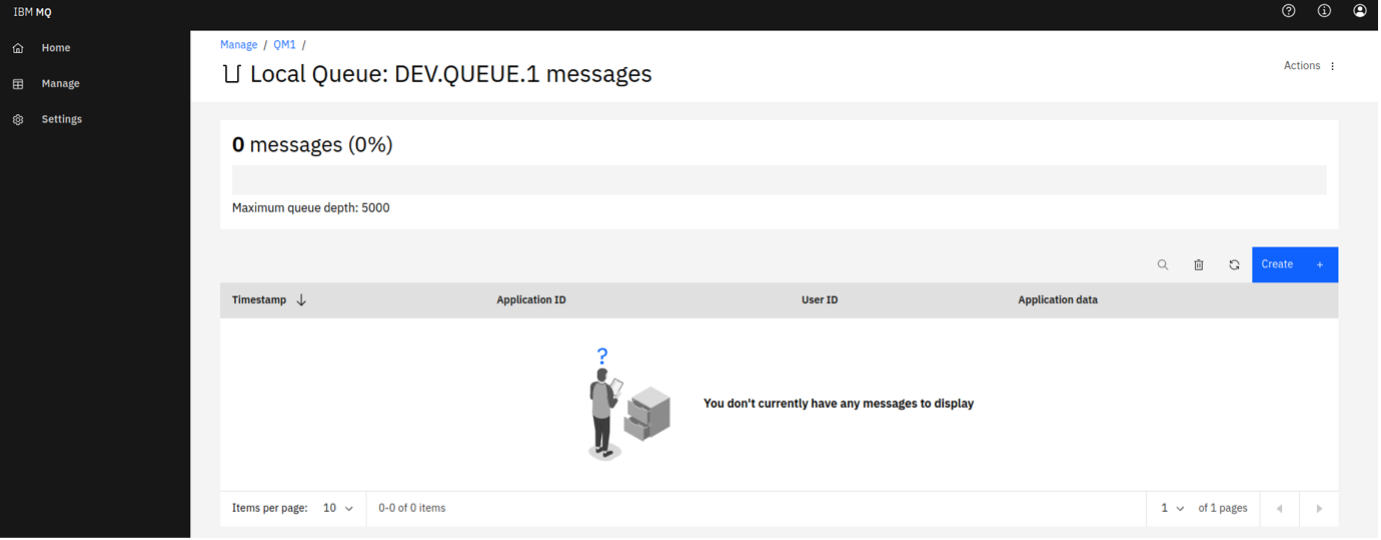 IBM MQ
Home
Manage
Settings
Manage / QM1 /
Local Queue: DEV.QUEUE.1 messages
Actions
0 messages (0%)
Maximum queue depth: 5000
Create +
Timestamp Application ID User ID Application data
?
You don't currently have any messages to display
Items per page: 10 0-0 of 0 items 1 of 1 pages